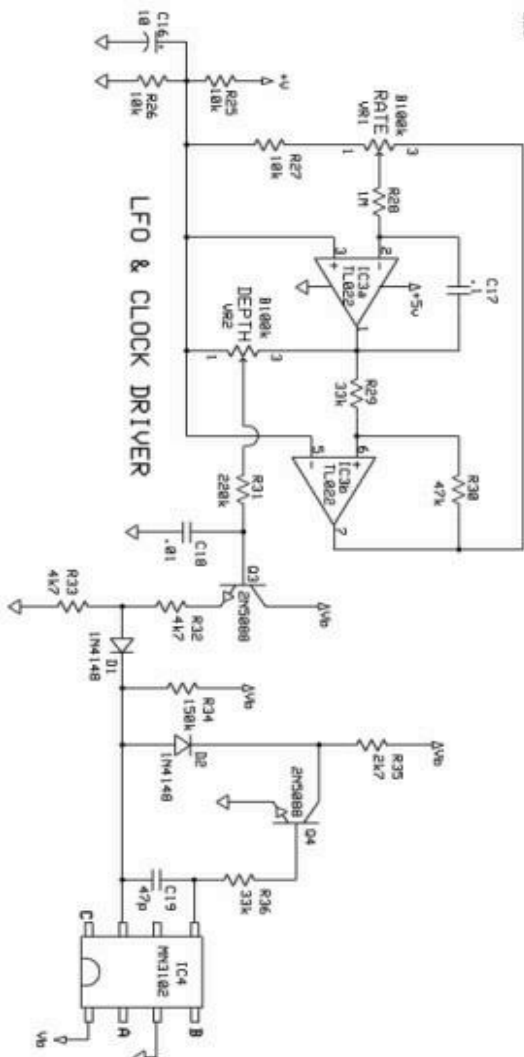 C16
10
+V
R25
10k
R26
10k
R27
10k
B100k
RATE
VR1
1
3
R28
1M
C17
.1
2
3
-
+
IC3a
TL022
+5v
1
B100k
DEPTH
VR2
1
3
R29
33k
R30
47k
6
5
+
-
IC3b
TL022
7
LFO & CLOCK DRIVER
R31
220k
C18
.01
Q3
2N5088
Vb
R32
4k7
R33
4k7
D1
1N4148
Vb
R34
150k
D2
1N4148
Vb
R35
2k7
2N5088
Q4
R36
33k
C19
47p
C
IC4
MN3102
A
B
Vb